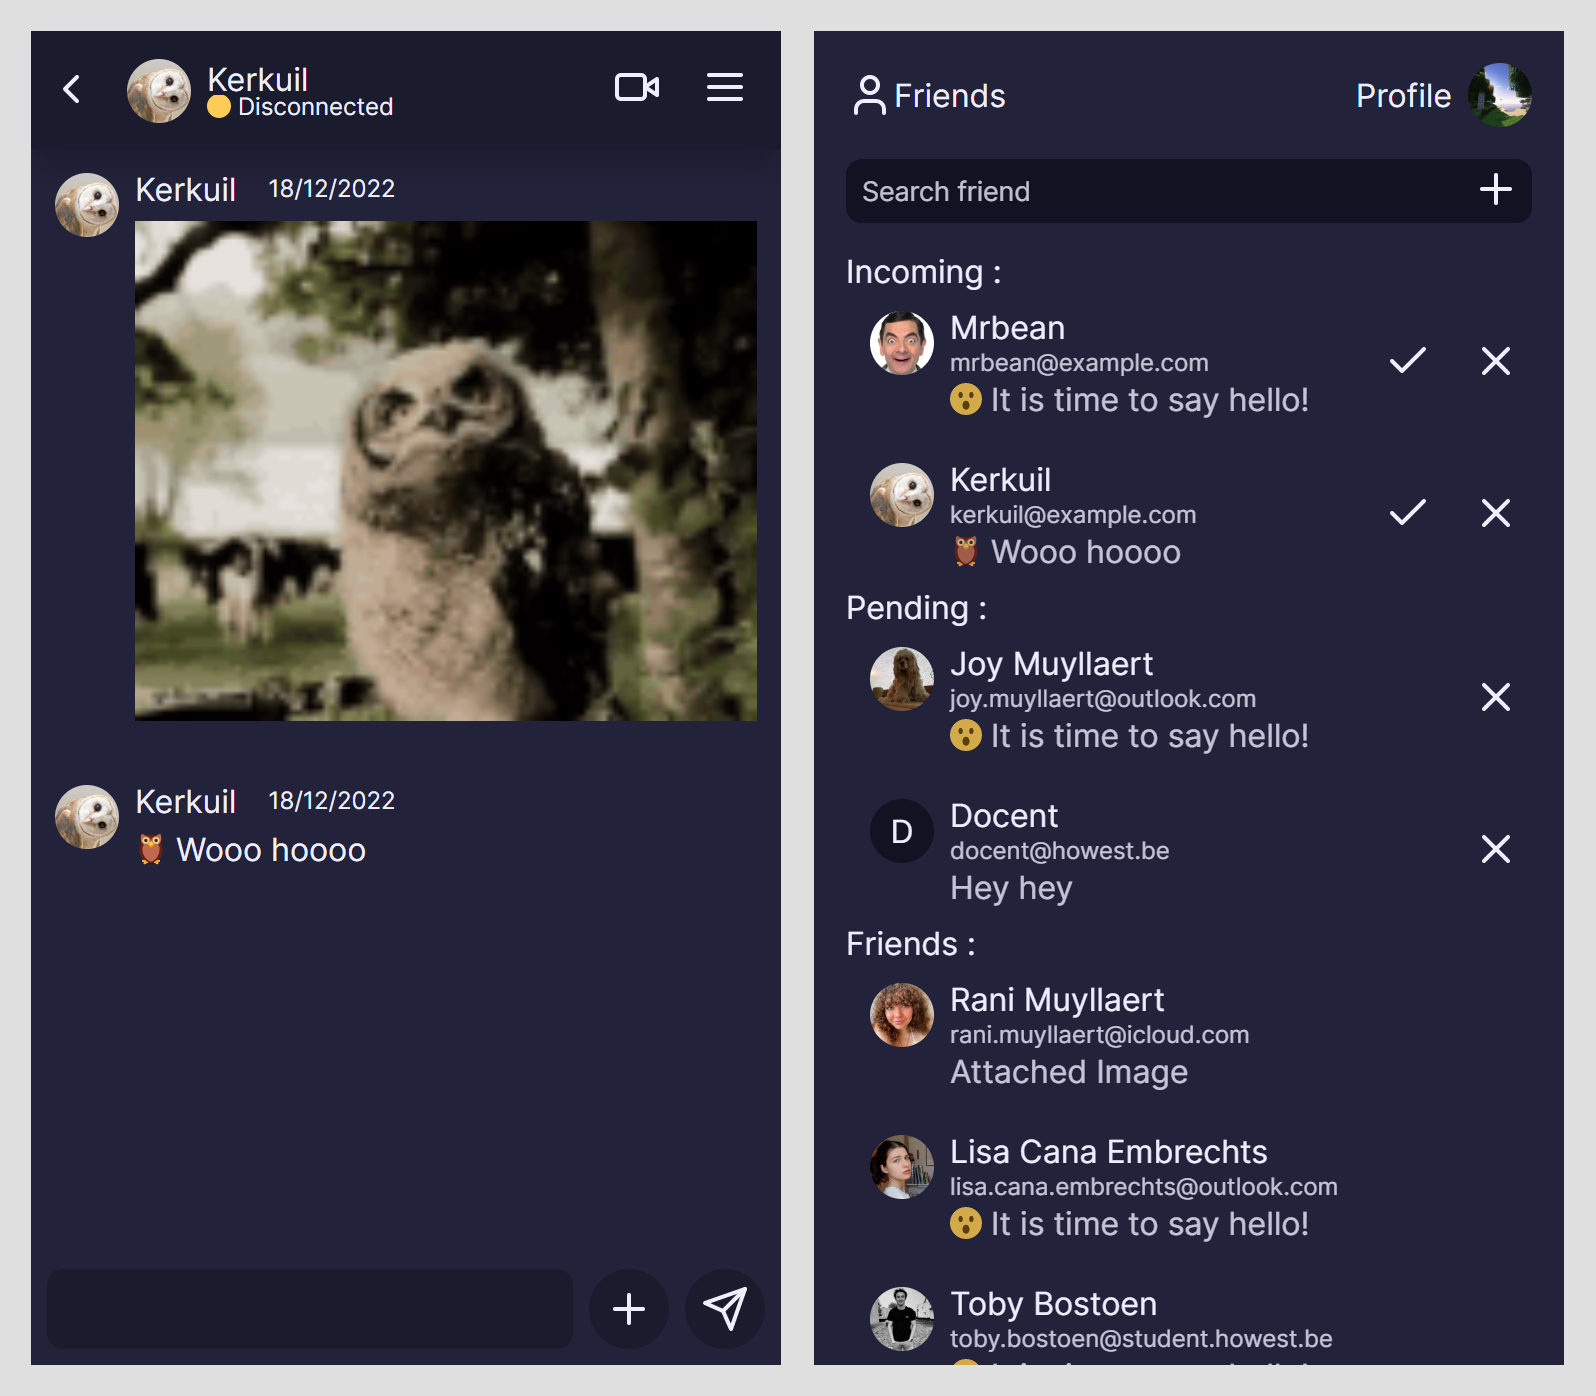 Kerkuil
Disconnected
Kerkuil 18/12/2022
Kerkuil 18/12/2022
🦉 Wooo hoooo
Friends
Profile
Search friend
Incoming :
Mrbean
mrbean@example.com
😮 It is time to say hello!
Kerkuil
kerkuil@example.com
🦉 Wooo hoooo
Pending :
Joy Muyllaert
joy.muyllaert@outlook.com
😮 It is time to say hello!
D
Docent
docent@howest.be
Hey hey
Friends :
Rani Muyllaert
rani.muyllaert@icloud.com
Attached Image
Lisa Cana Embrechts
lisa.cana.embrechts@outlook.com
😮 It is time to say hello!
Toby Bostoen
toby.bostoen@student.howest.be